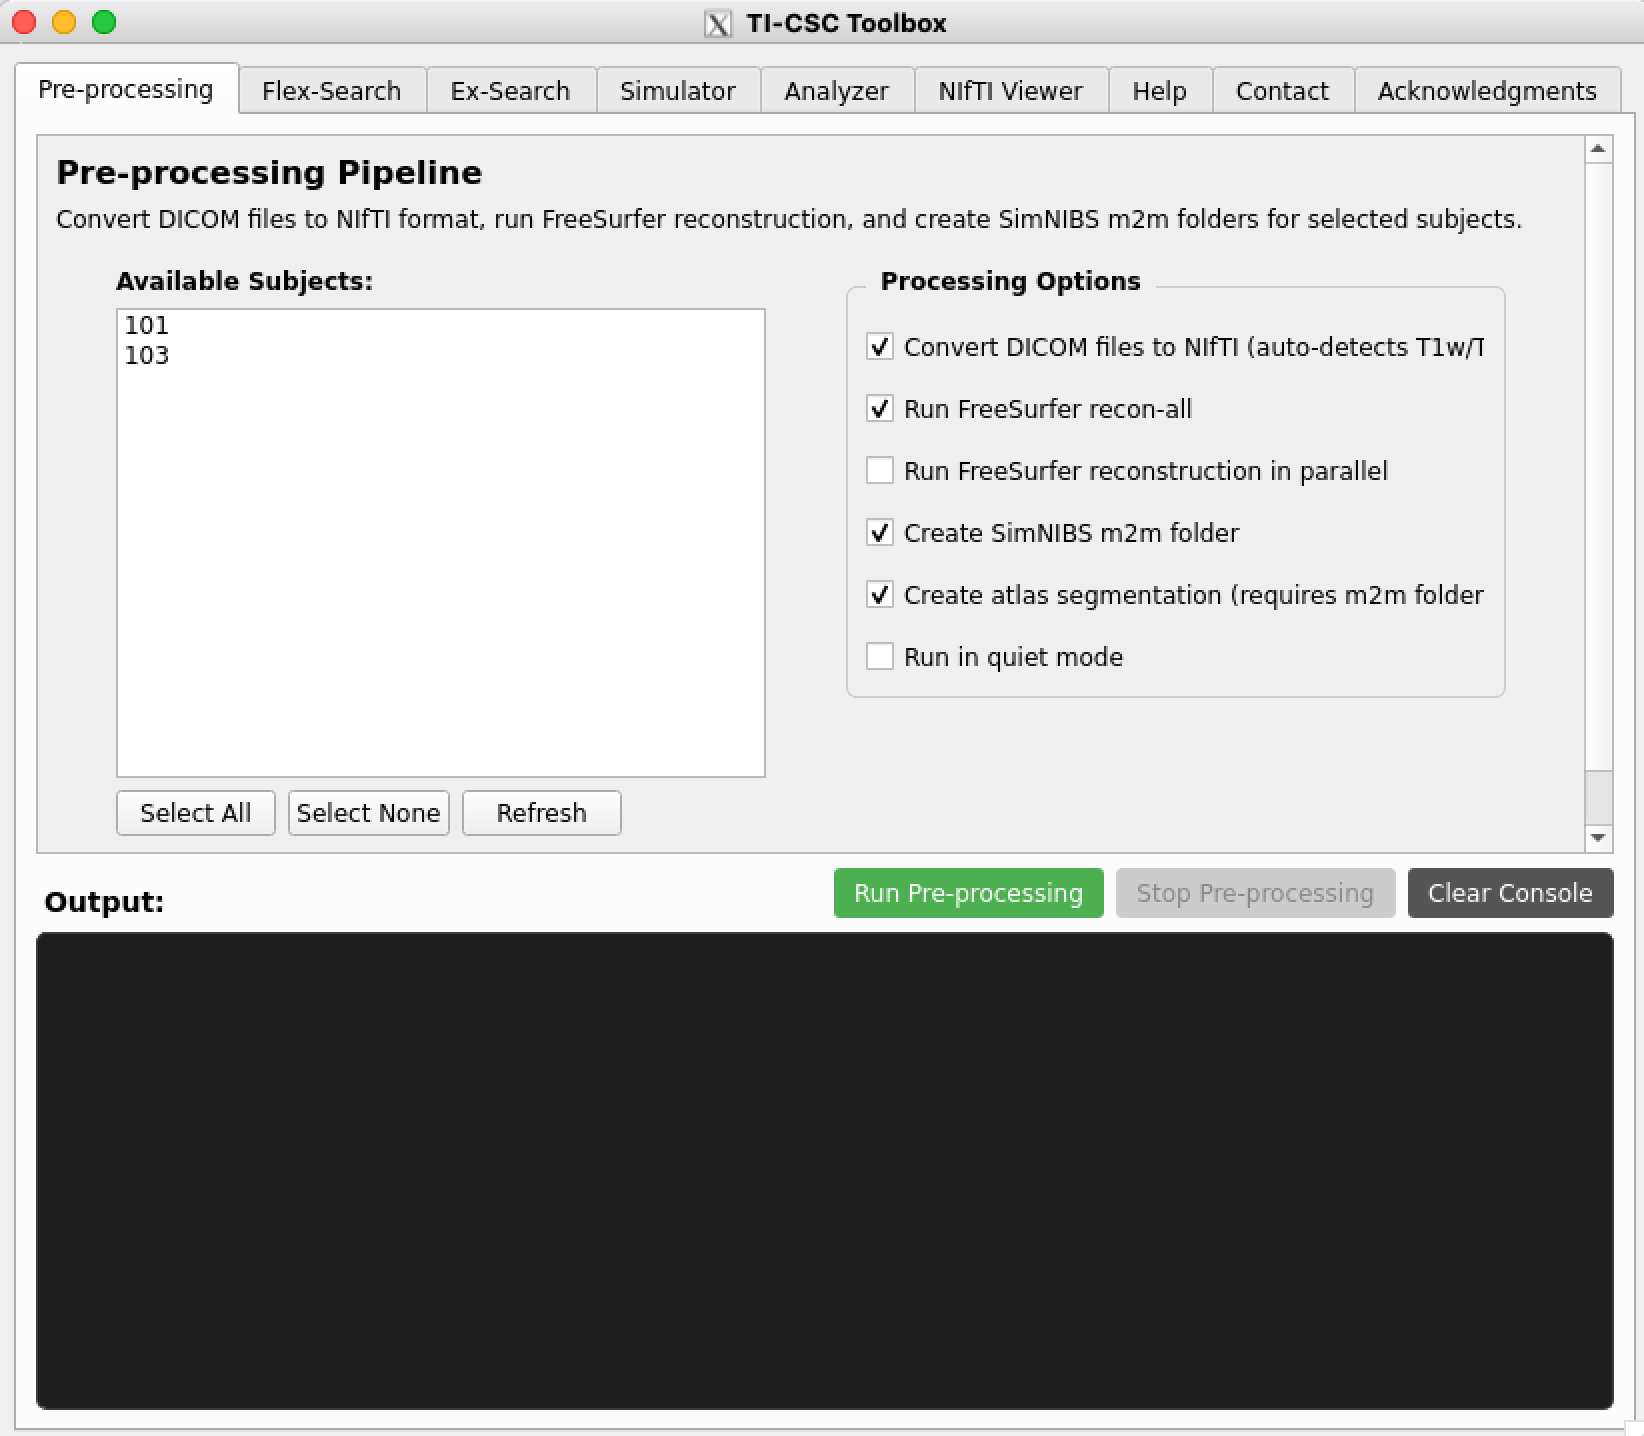 TI-CSC Toolbox
Pre-processing Flex-Search Ex-Search Simulator Analyzer NIfTI Viewer Help Contact Acknowledgments
Pre-processing Pipeline
Convert DICOM files to NIfTI format, run FreeSurfer reconstruction, and create SimNIBS m2m folders for selected subjects.
Available Subjects:
101
103
Select All Select None Refresh
Processing Options
Convert DICOM files to NIfTI (auto-detects T1w/T
Run FreeSurfer recon-all
Run FreeSurfer reconstruction in parallel
Create SimNIBS m2m folder
Create atlas segmentation (requires m2m folder
Run in quiet mode
Output:
Run Pre-processing Stop Pre-processing Clear Console